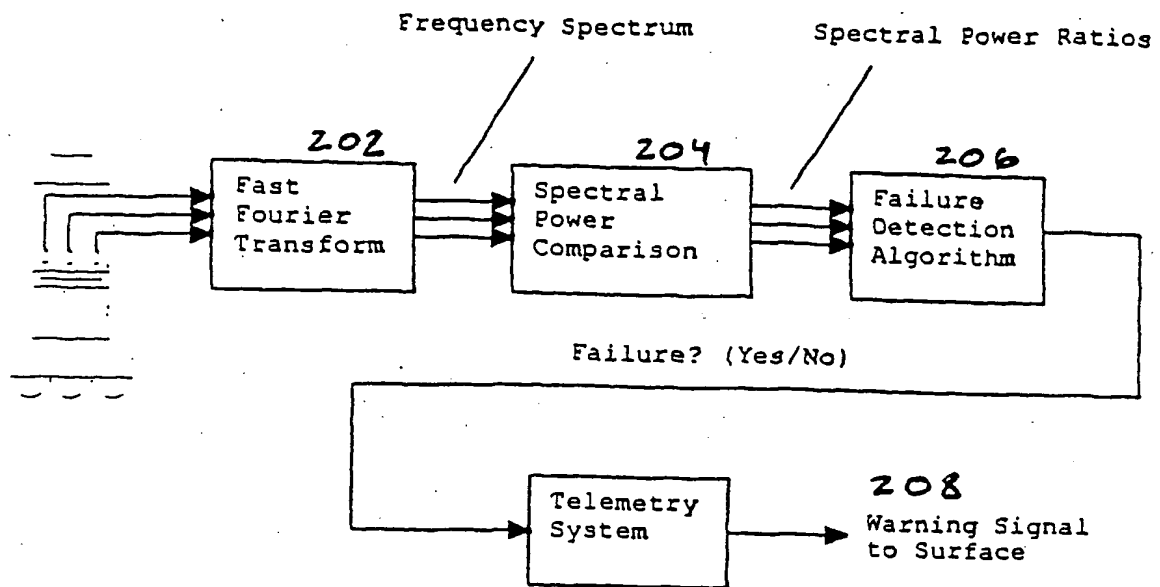 Frequency Spectrum
Spectral Power Ratios
202
204
206
Fast
Fourier
Transform
Spectral
Power
Comparison
Failure
Detection
Algorithm
Failure? (Yes/No)
Telemetry
System
208
Warning Signal
to Surface